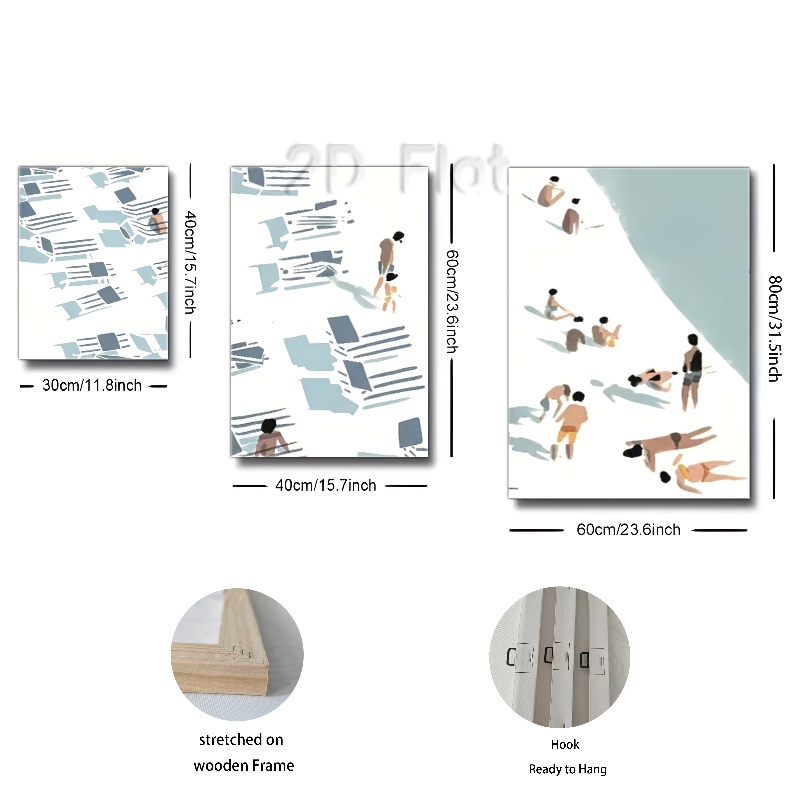 2D Flat
40cm/15.7inch
30cm/11.8inch
60cm/23.6inch
40cm/15.7inch
80cm/31.5inch
60cm/23.6inch
stretched on
wooden Frame
Hook
Ready to Hang